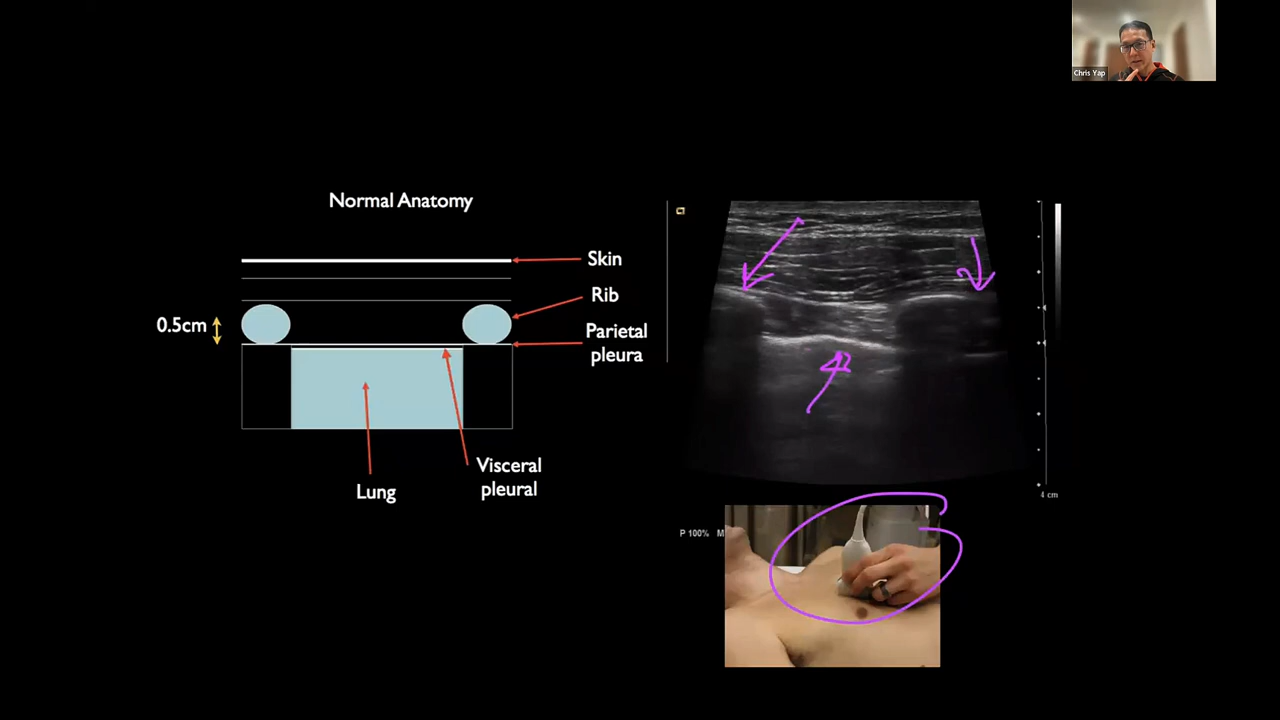 Chris Yap
Normal Anatomy
Skin
Rib
0.5cm
Parietal
pleura
Visceral
pleural
Lung
4 cm
P 100%
M